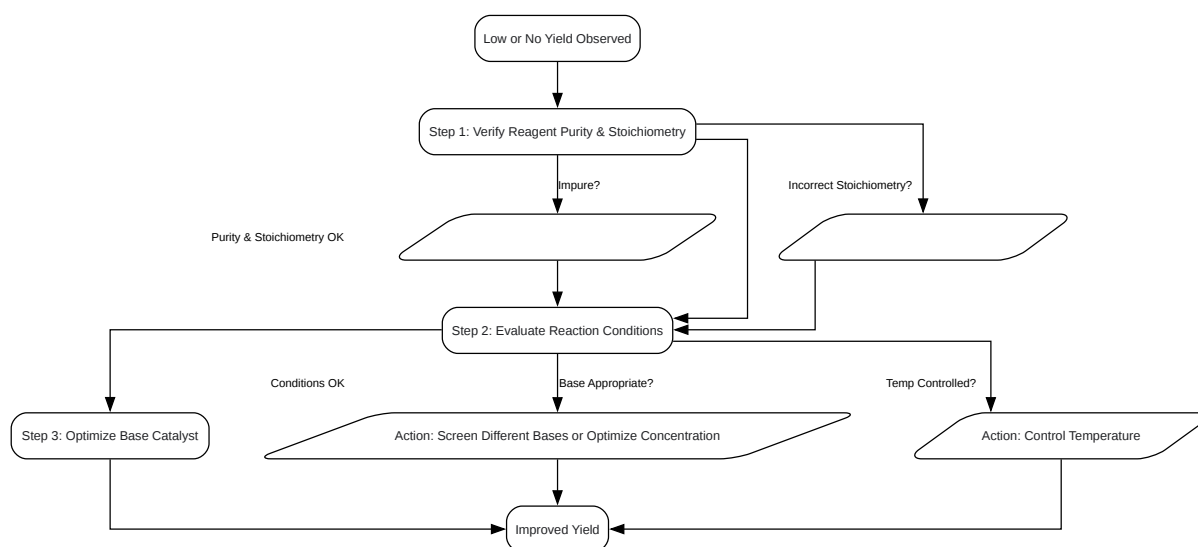 Low or No Yield Observed
Step 1: Verify Reagent Purity & Stoichiometry
Impure?
Incorrect Stoichiometry?
Purity & Stoichiometry OK
Step 2: Evaluate Reaction Conditions
Conditions OK
Base Appropriate?
Temp Controlled?
Step 3: Optimize Base Catalyst
Action: Screen Different Bases or Optimize Concentration
Action: Control Temperature
Improved Yield